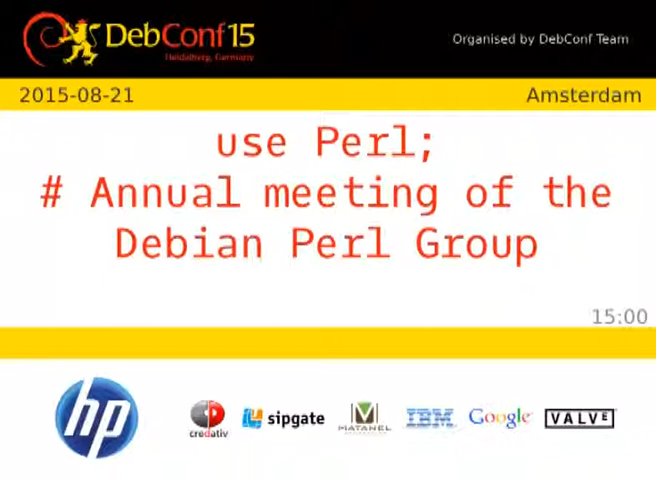 DebConf15
Heidelberg, Germany
Organised by DebConf Team
2015-08-21
Amsterdam
use Perl;
# Annual meeting of the
Debian Perl Group
15:00
hp
credativ
sipgate
MATANEL
IBM
Google
VALVE